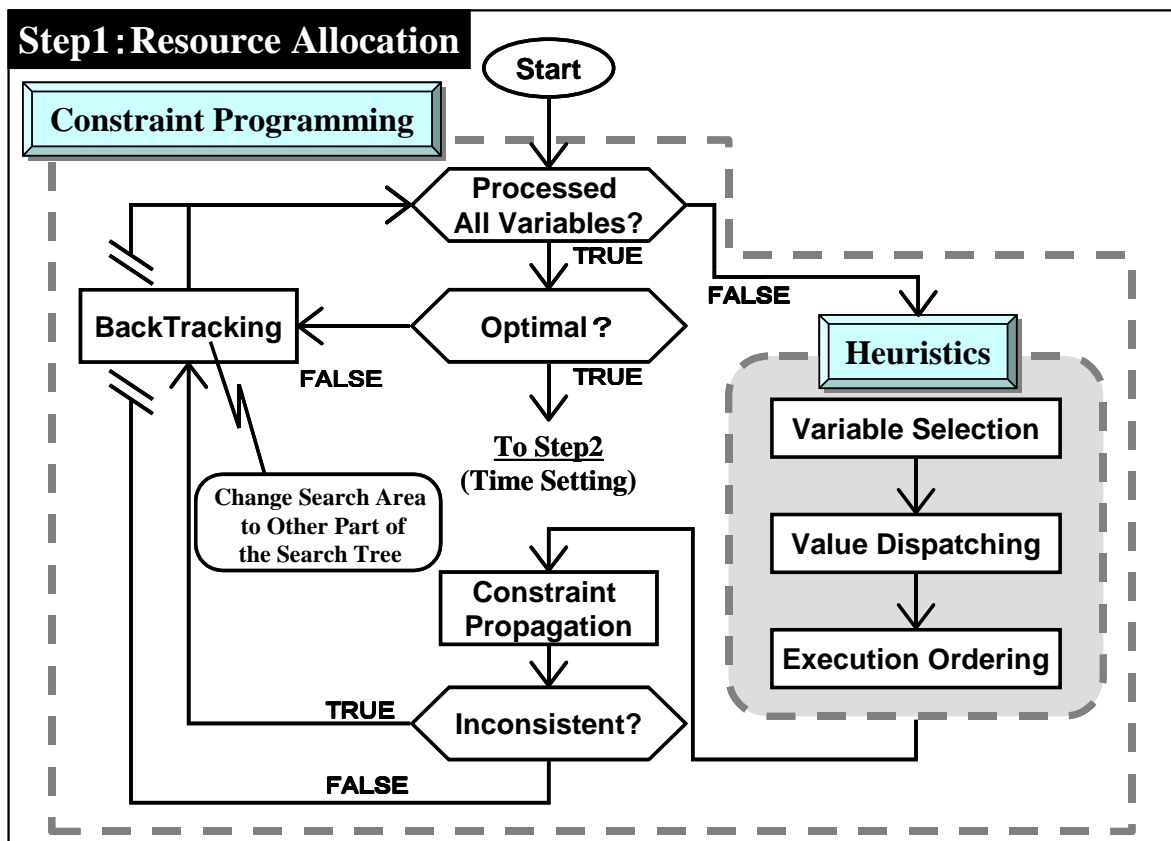 Step1：Resource Allocation
Start
Constraint Programming
Processed
All Variables?
TRUE
FALSE
BackTracking
Optimal？
FALSE
TRUE
Heuristics
Variable Selection
To Step2
(Time Setting)
Change Search Area
to Other Part of
the Search Tree
Value Dispatching
Constraint
Propagation
Execution Ordering
TRUE
Inconsistent?
FALSE